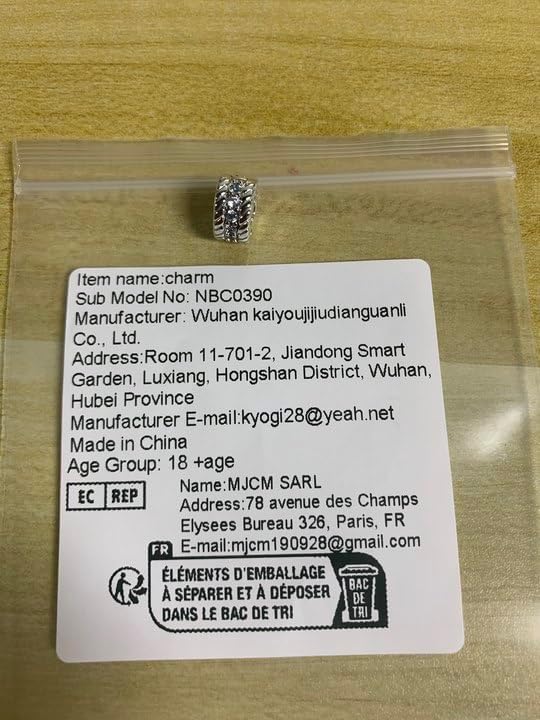 Item name:charm
Sub Model No: NBC0390
Manufacturer: Wuhan kaiyoujijiudianguanli
Co., Ltd.
Address:Room 11-701-2, Jiandong Smart
Garden, Luxiang, Hongshan District, Wuhan,
Hubei Province
Manufacturer E-mail:kyogi28@yeah.net
Made in China
Age Group: 18 +age
EC REP
Name:MJCM SARL
Address:78 avenue des Champs
Elysees Bureau 326, Paris, FR
E-mail:mjcm190928@gmail.com
FR
ÉLÉMENTS D'EMBALLAGE
À SÉPARER ET À DÉPOSER
DANS LE BAC DE TRI
BAC
DE
TRI